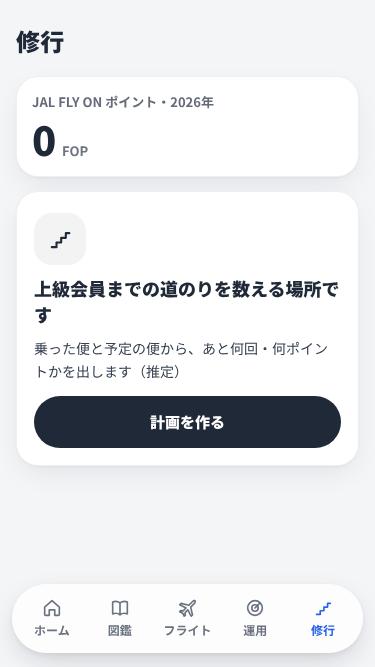 修行
JAL FLY ON ポイント・2026年
0 FOP
上級会員までの道のりを数える場所で
す
乗った便と予定の便から、あと何回・何ポイン
トかを出します（推定）
計画を作る
ホーム 図鑑 フライト 運用 修行